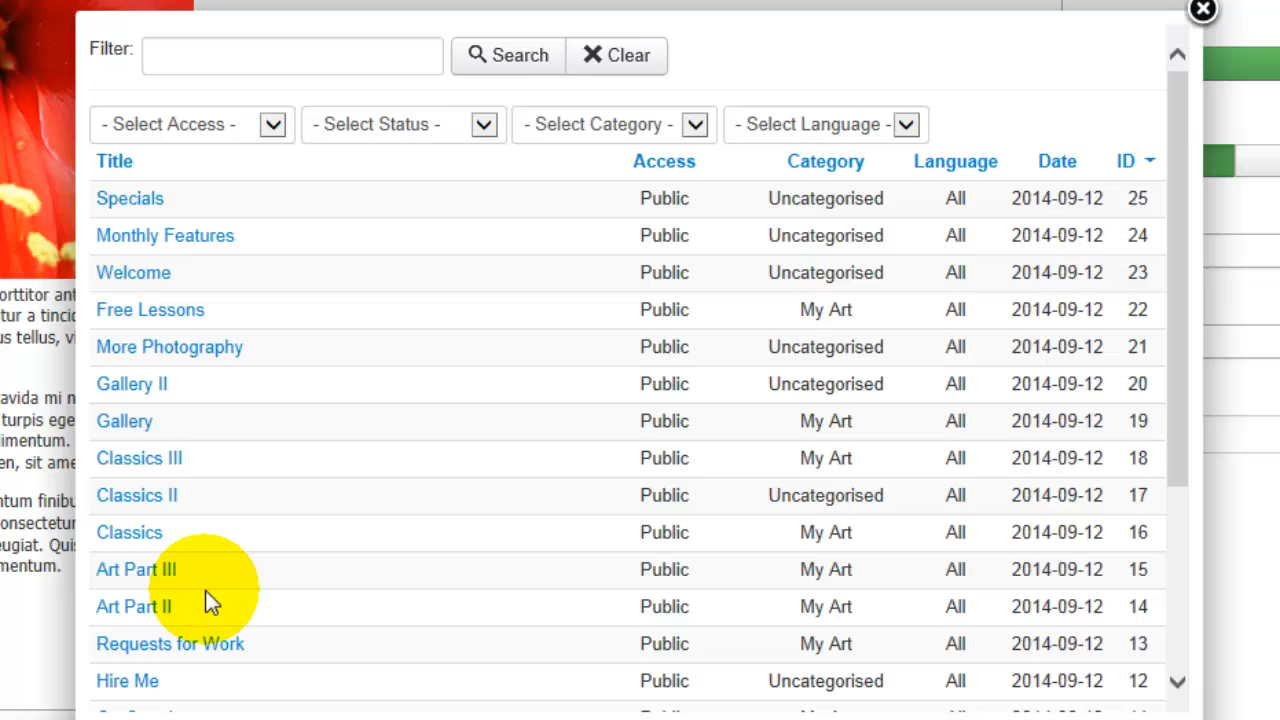 Filter:
Search
Clear
- Select Access -
- Select Status -
- Select Category -
- Select Language -
Title Access Category Language Date ID
Specials Public Uncategorised All 2014-09-12 25
Monthly Features Public Uncategorised All 2014-09-12 24
Welcome Public Uncategorised All 2014-09-12 23
Free Lessons Public My Art All 2014-09-12 22
More Photography Public Uncategorised All 2014-09-12 21
Gallery II Public Uncategorised All 2014-09-12 20
Gallery Public My Art All 2014-09-12 19
Classics III Public My Art All 2014-09-12 18
Classics II Public Uncategorised All 2014-09-12 17
Classics Public My Art All 2014-09-12 16
Art Part III Public My Art All 2014-09-12 15
Art Part II Public My Art All 2014-09-12 14
Requests for Work Public My Art All 2014-09-12 13
Hire Me Public Uncategorised All 2014-09-12 12